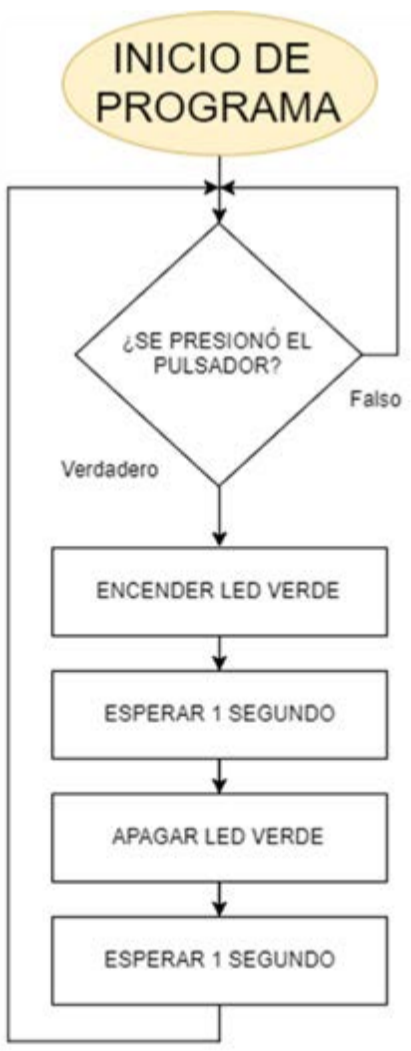 INICIO DE
PROGRAMA
¿SE PRESIONÓ EL
PULSADOR?
Falso
Verdadero
ENCENDER LED VERDE
ESPERAR 1 SEGUNDO
APAGAR LED VERDE
ESPERAR 1 SEGUNDO